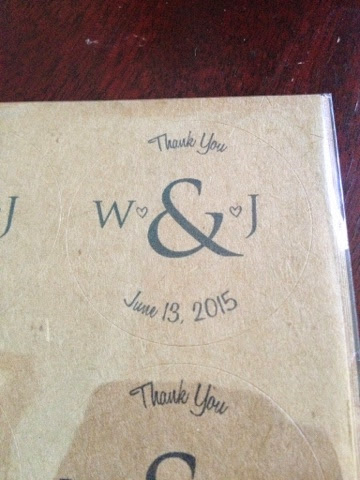 Thank You
W ♡ & ♡ J
June 13, 2015
J
Thank You
&